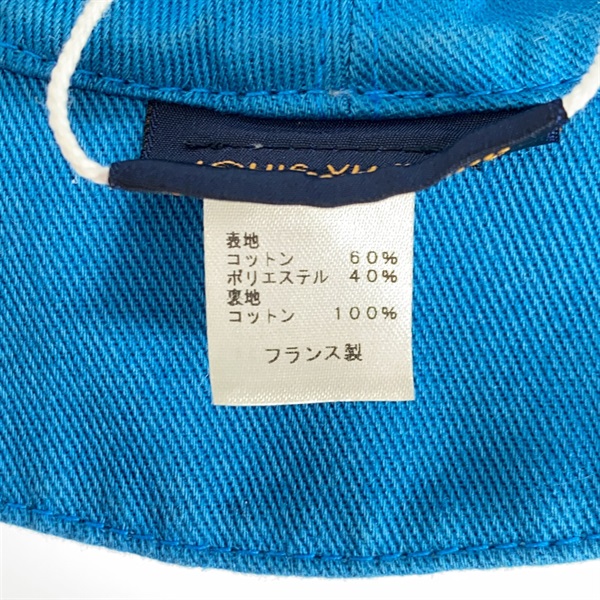 表地
コットン 60%
ポリエステル 40%
裏地
コットン 100%
フランス製